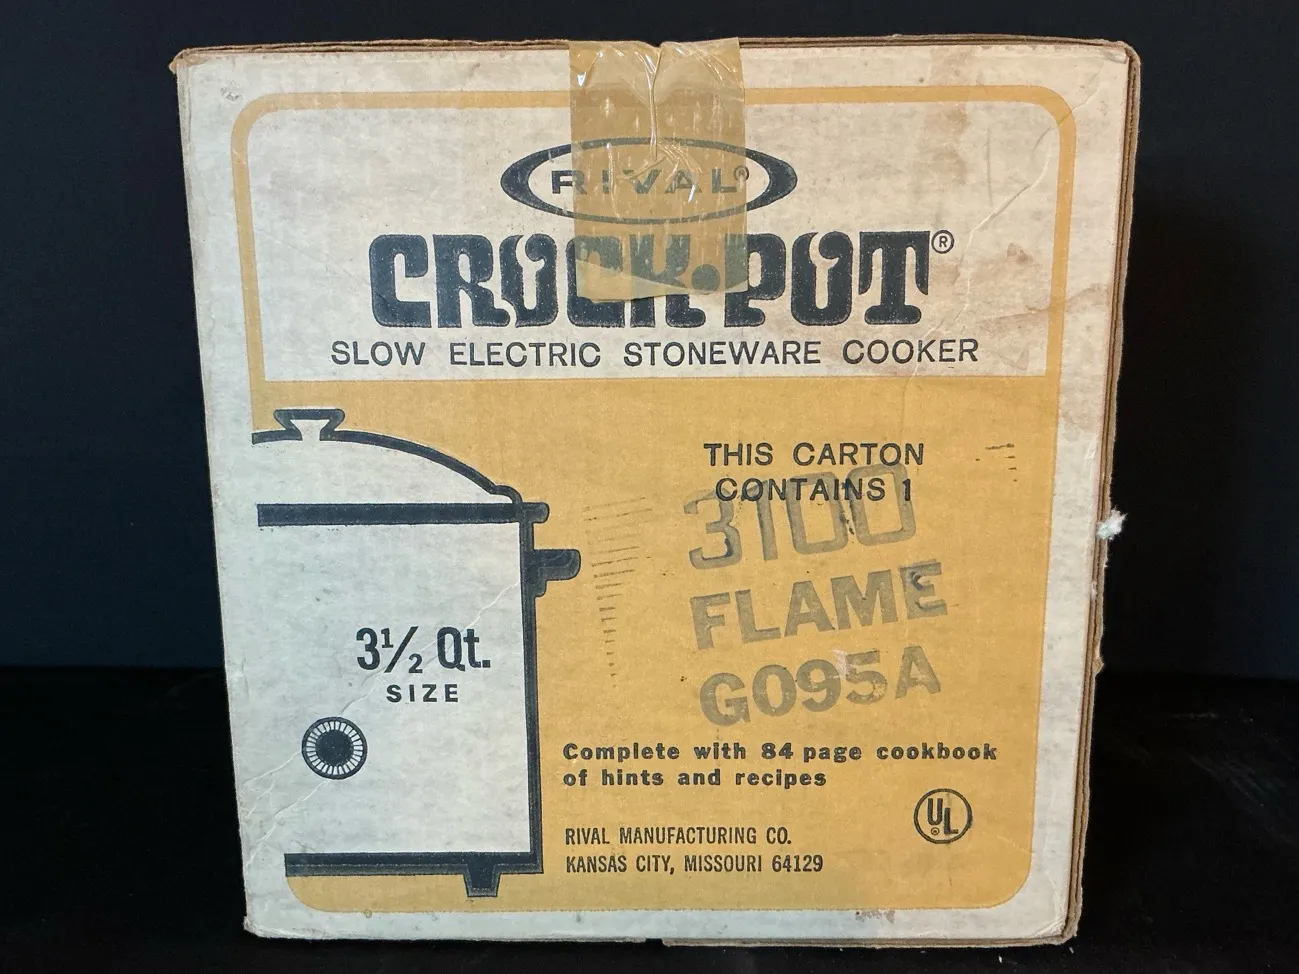 RIVAL®
CROCK·POT®
SLOW ELECTRIC STONEWARE COOKER
THIS CARTON
CONTAINS 1
3100
FLAME
G095A
3½ Qt.
SIZE
Complete with 84 page cookbook
of hints and recipes
UL
RIVAL MANUFACTURING CO.
KANSAS CITY, MISSOURI 64129